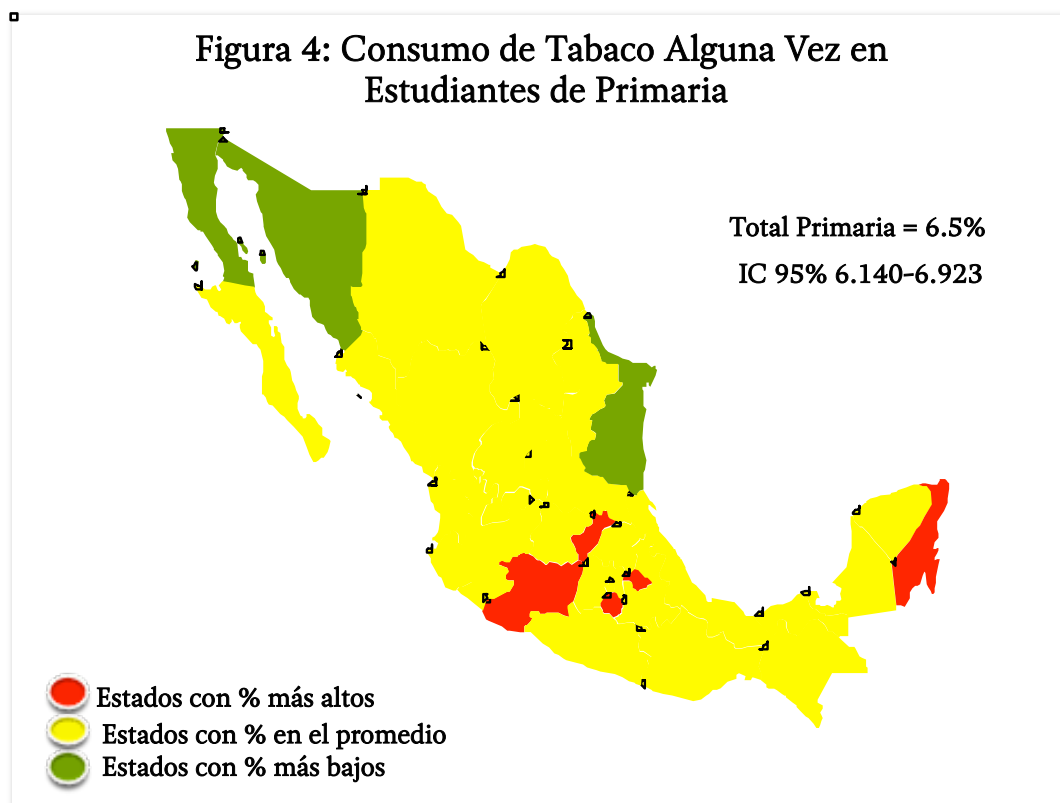 Figura 4: Consumo de Tabaco Alguna Vez en
Estudiantes de Primaria
Total Primaria = 6.5%
IC 95% 6.140-6.923
Estados con % más altos
Estados con % en el promedio
Estados con % más bajos